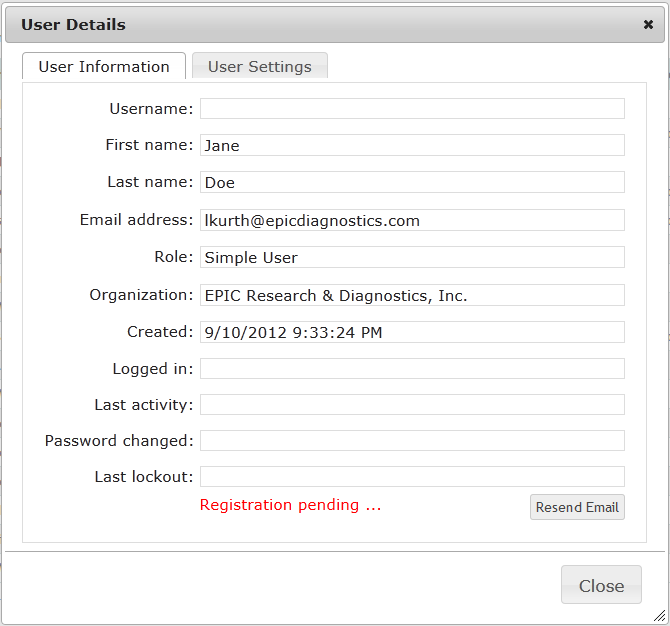 User Details
User Information User Settings
Username:
First name: Jane
Last name: Doe
Email address: lkurth@epicdiagnostics.com
Role: Simple User
Organization: EPIC Research & Diagnostics, Inc.
Created: 9/10/2012 9:33:24 PM
Logged in:
Last activity:
Password changed:
Last lockout:
Registration pending ... Resend Email
Close